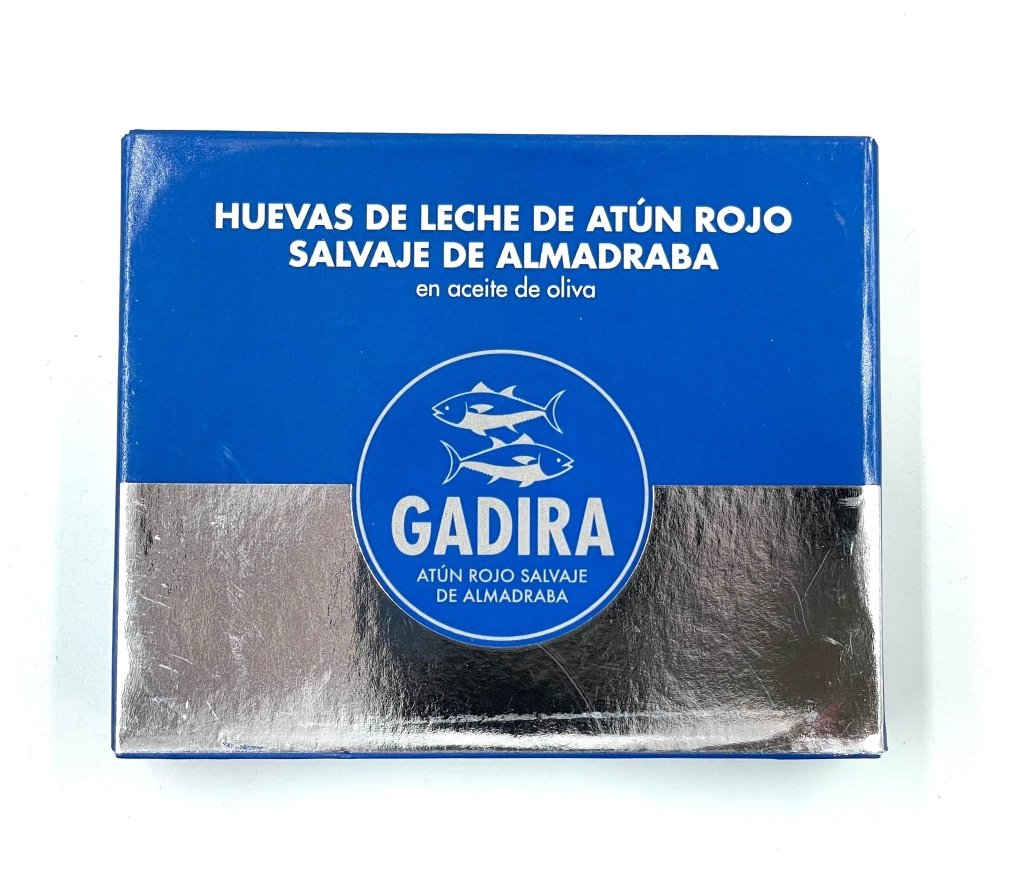 HUEVAS DE LECHE DE ATÚN ROJO
SALVAJE DE ALMADRABA
en aceite de oliva
GADIRA
ATÚN ROJO SALVAJE
DE ALMADRABA